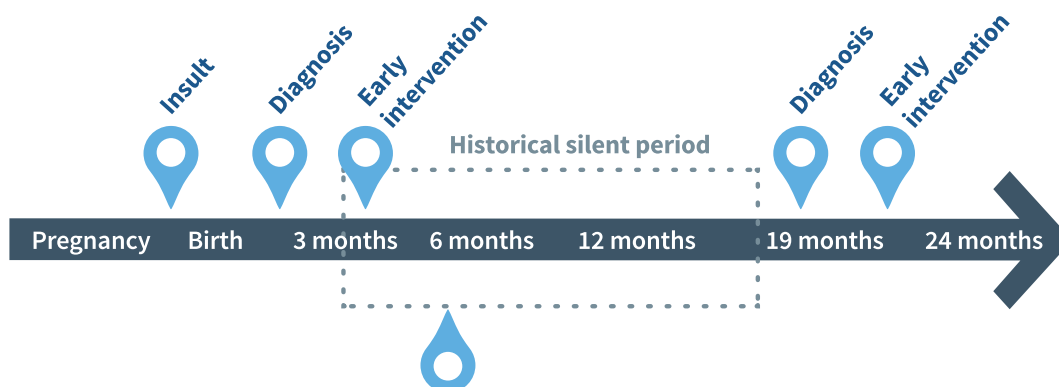 Insult
Diagnosis
Early
intervention
Diagnosis
Early
intervention
Historical silent period
Pregnancy Birth 3 months 6 months 12 months 19 months 24 months